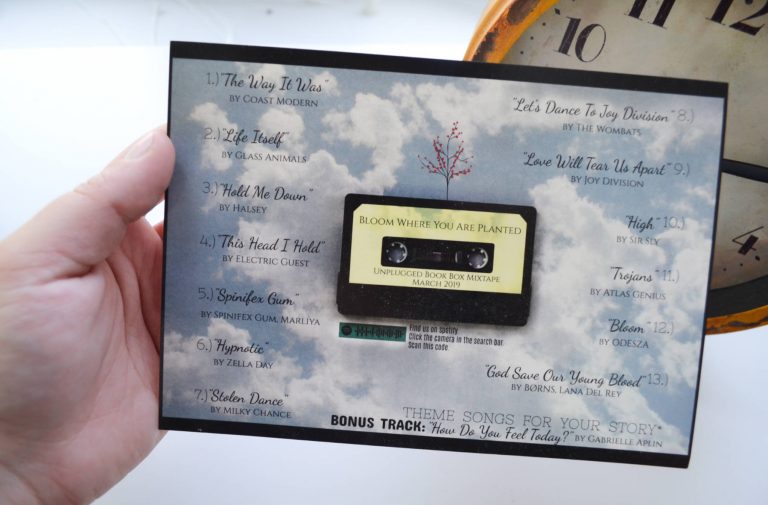 1.) "The Way It Was"
by Coast Modern
2.) "Life Itself"
by Glass Animals
3.) "Hold Me Down"
by Halsey
4.) "This Head I Hold"
by Electric Guest
5.) "Spinifex Gum"
by Spinifex Gum, Marliya
6.) "Hypnotic"
by Zella Day
7.) "Stolen Dance"
by Milky Chance
Bloom Where You Are Planted
Unplugged Book Box Mixtape
March 2019
Find us on spotify
Click the camera in the search bar.
Scan this code.
"Let's Dance To Joy Division" 8.)
by The Wombats
"Love Will Tear Us Apart" 9.)
by Joy Division
"High" 10.)
by Sir Sly
"Trojans" 11.)
by Atlas Genius
"Bloom" 12.)
by Odesza
"God Save Our Young Blood" 13.)
by Børns, Lana Del Rey
THEME SONGS FOR YOUR STORY*
BONUS TRACK: "How Do You Feel Today?" by Gabrielle Aplin
10
11
12
4